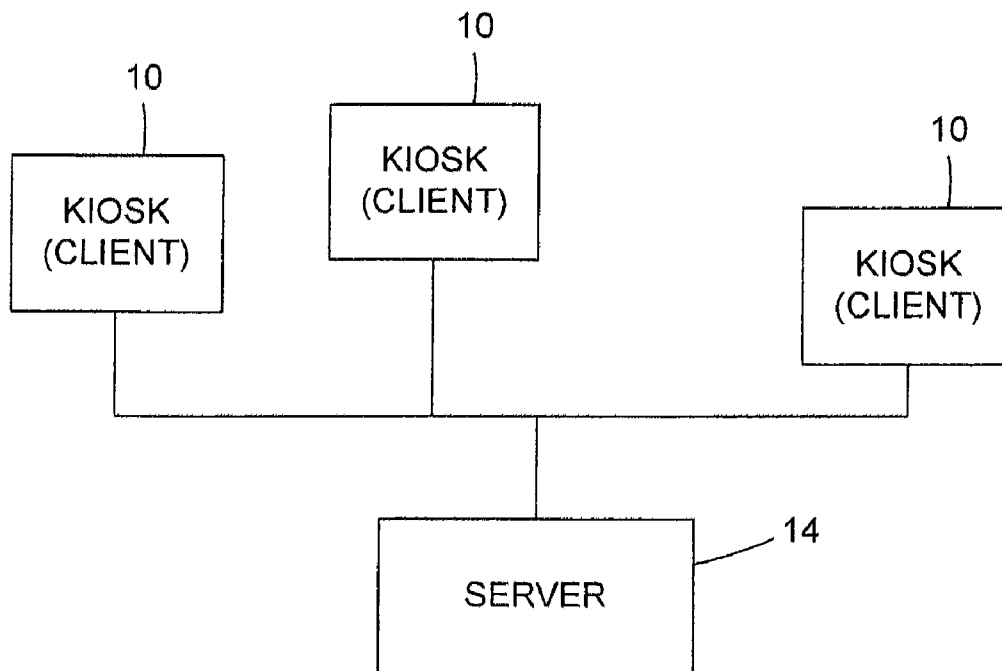 10
KIOSK
(CLIENT)
10
KIOSK
(CLIENT)
10
KIOSK
(CLIENT)
14
SERVER